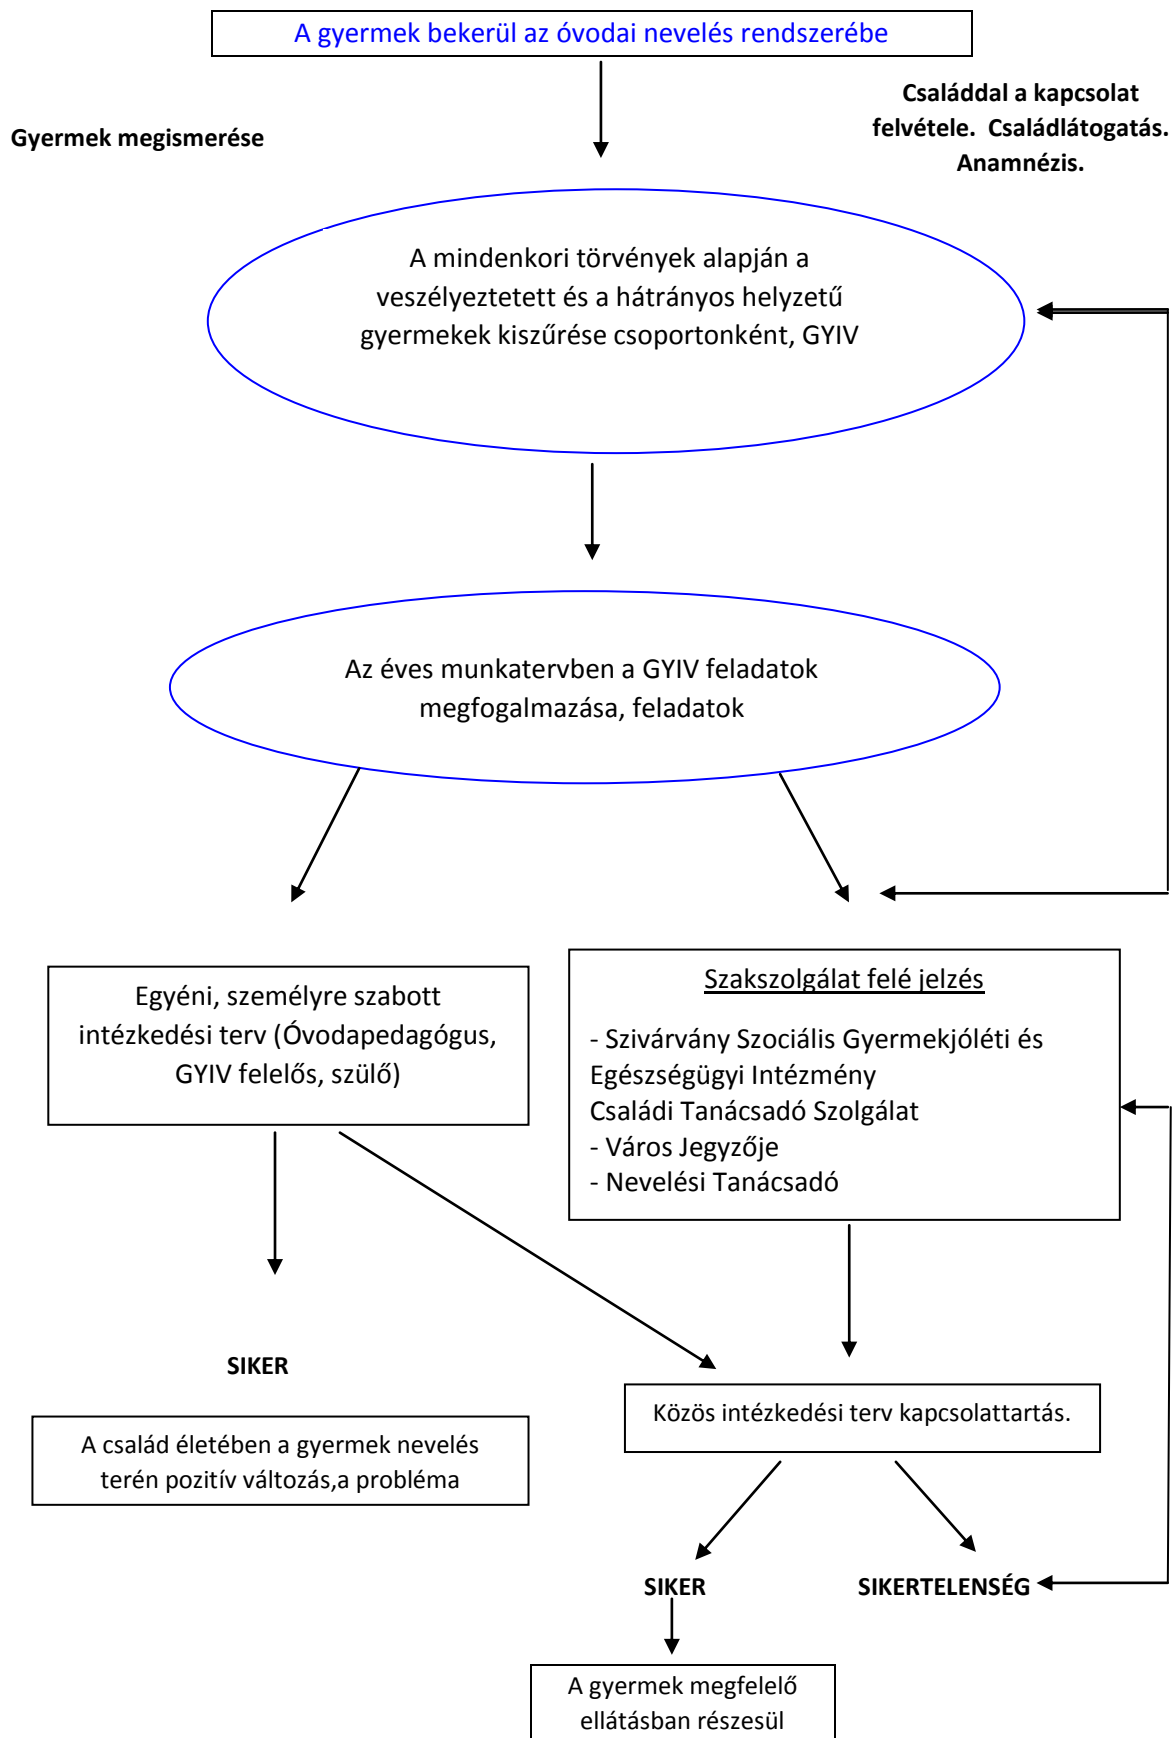 A gyermek bekerül az óvodai nevelés rendszerébe
Családdal a kapcsolat
felvétele. Családlátogatás.
Anamnézis.
Gyermek megismerése
A mindenkori törvények alapján a
veszélyeztetett és a hátrányos helyzetű
gyermekek kiszűrése csoportonként, GYIV
Az éves munkatervben a GYIV feladatok
megfogalmazása, feladatok
Egyéni, személyre szabott
intézkedési terv (Óvodapedagógus,
GYIV felelős, szülő)
Szakszolgálat felé jelzés
- Szivárvány Szociális Gyermekjóléti és
Egészségügyi Intézmény
Családi Tanácsadó Szolgálat
- Város Jegyzője
- Nevelési Tanácsadó
SIKER
A család életében a gyermek nevelés
terén pozitív változás,a probléma
Közös intézkedési terv kapcsolattartás.
SIKER
SIKERTELENSÉG
A gyermek megfelelő
ellátásban részesül